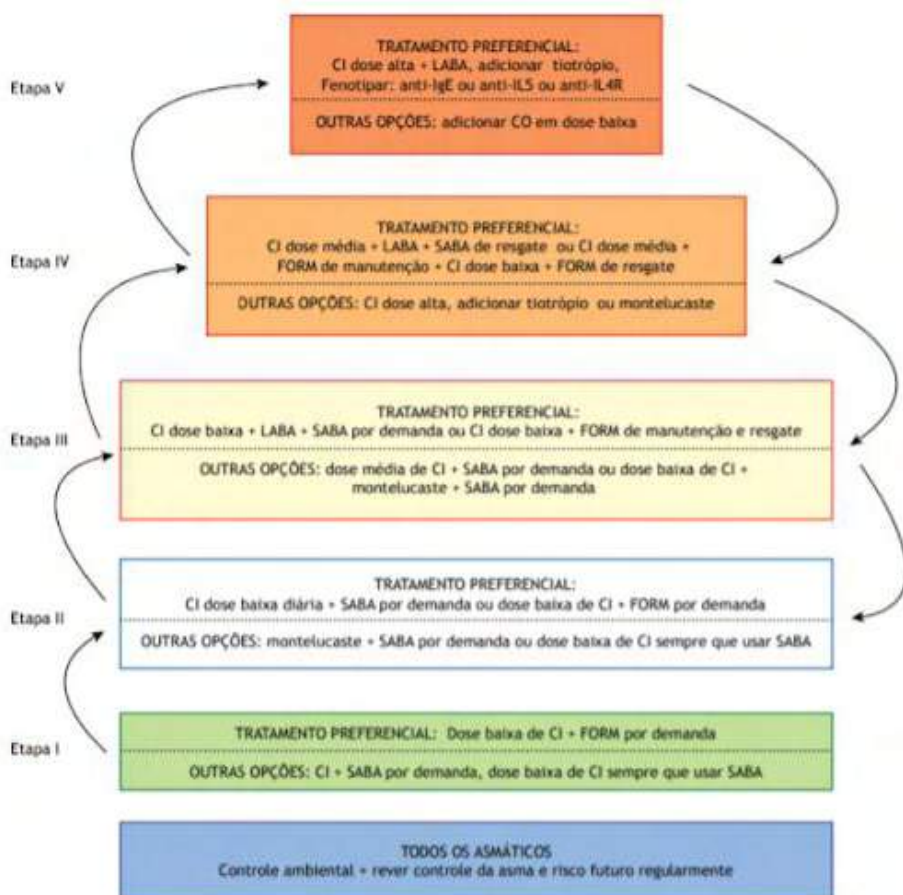 Etapa V
TRATAMENTO PREFERENCIAL:
CI dose alta + LABA, adicionar tiotrópio,
Fenotipar: anti-IgE ou anti-IL5 ou anti-IL4R
OUTRAS OPÇÕES: adicionar CO em dose baixa
Etapa IV
TRATAMENTO PREFERENCIAL:
CI dose média + LABA + SABA de resgate ou CI dose média +
FORM de manutenção + CI dose baixa + FORM de resgate
OUTRAS OPÇÕES: CI dose alta, adicionar tiotrópio ou montelucaste
Etapa III
TRATAMENTO PREFERENCIAL:
CI dose baixa + LABA + SABA por demanda ou CI dose baixa + FORM de manutenção e resgate
OUTRAS OPÇÕES: dose média de CI + SABA por demanda ou dose baixa de CI +
montelucaste + SABA por demanda
Etapa II
TRATAMENTO PREFERENCIAL:
CI dose baixa diária + SABA por demanda ou dose baixa de CI + FORM por demanda
OUTRAS OPÇÕES: montelucaste + SABA por demanda ou dose baixa de CI sempre que usar SABA
Etapa I
TRATAMENTO PREFERENCIAL: Dose baixa de CI + FORM por demanda
OUTRAS OPÇÕES: CI + SABA por demanda, dose baixa de CI sempre que usar SABA
TODOS OS ASMÁTICOS
Controle ambiental + rever controle da asma e risco futuro regularmente